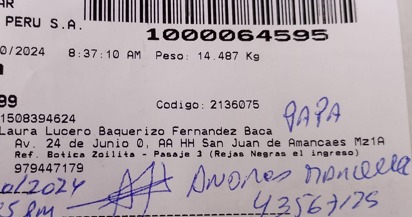 AR
PERU S.A.
1000064595
0/2024 8:37:10 AM Peso: 14.487 Kg
99
1508394624 Codigo: 2136075
PAPA
Laura Lucero Baquerizo Fernandez Baca
Av. 24 de Junio 0, AA HH San Juan de Amancaes Mz1A
Ref. Botica Zoilita - Pasaje 3 (Rejas Negras el ingreso)
979447179
/2024 Andres